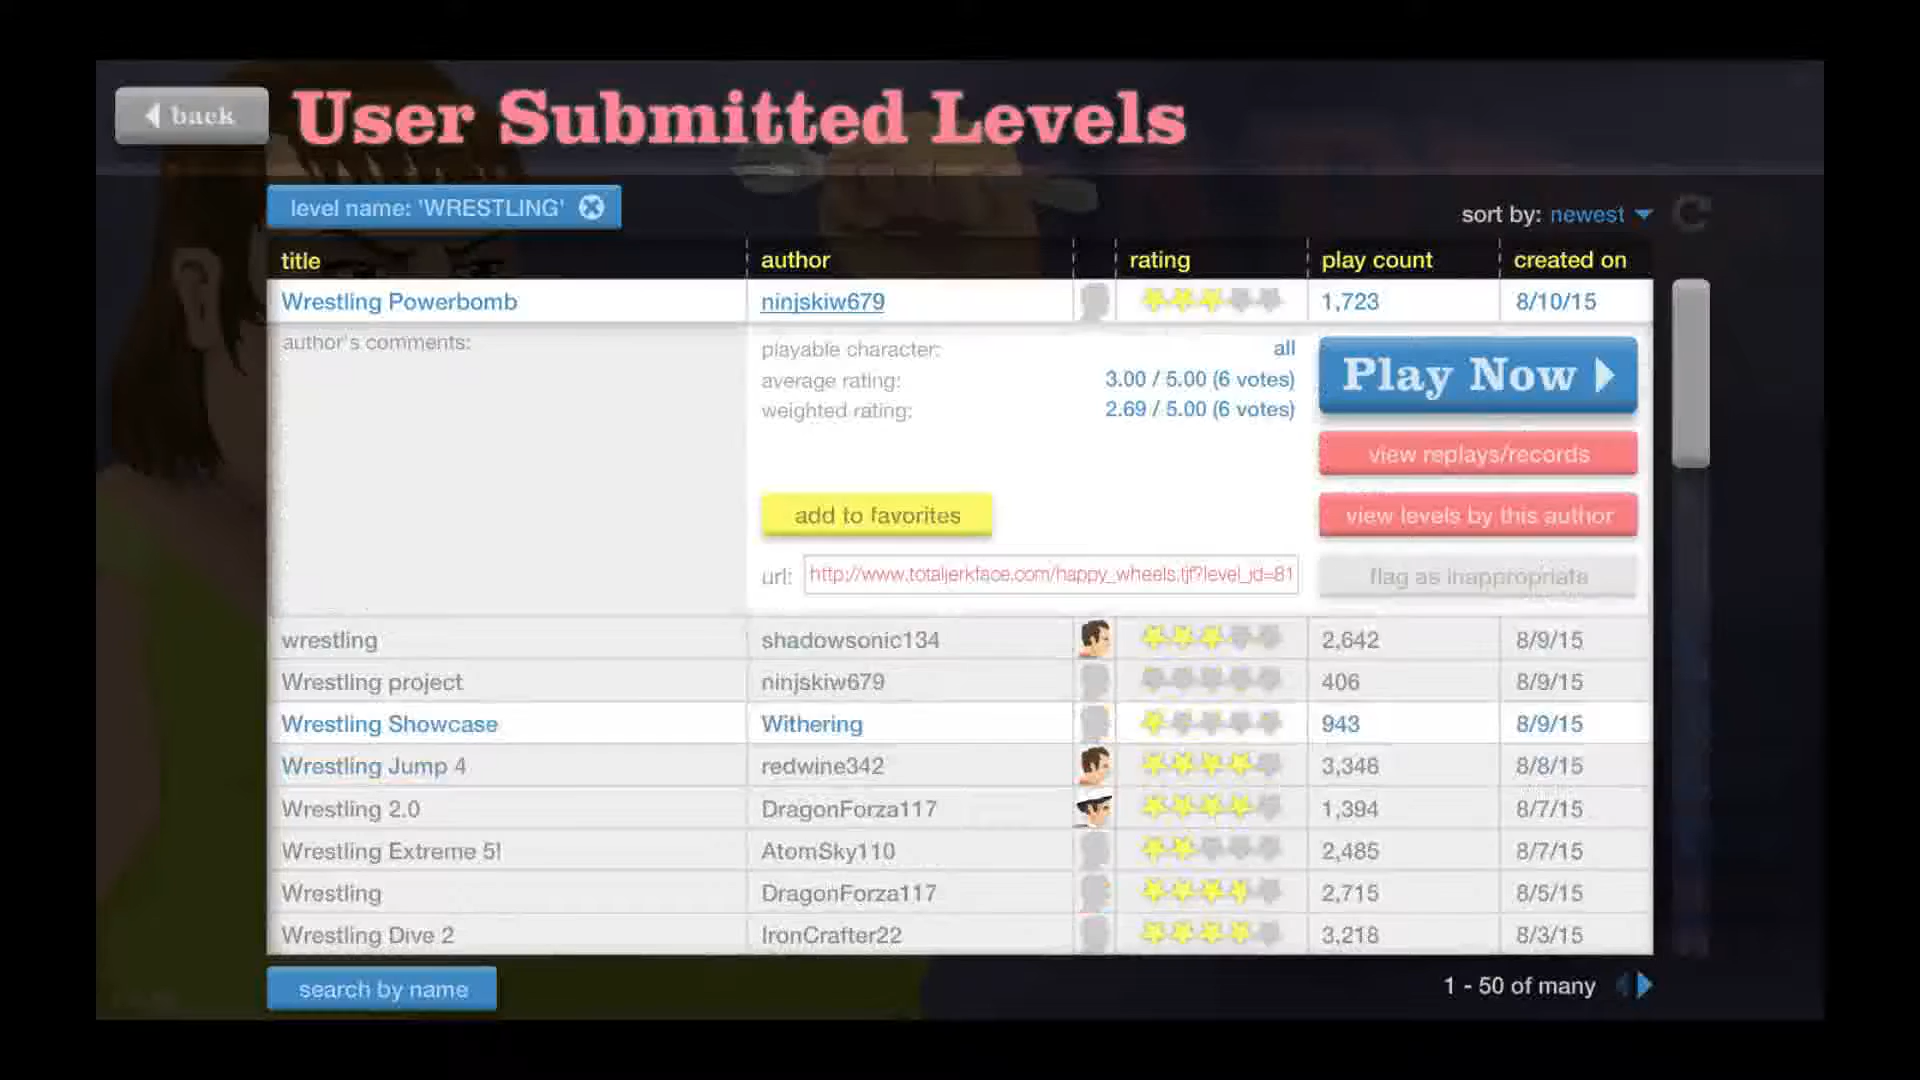 back
User Submitted Levels
level name: 'WRESTLING'
sort by: newest
title author rating play count created on
Wrestling Powerbomb ninjskiw679 1,723 8/10/15
author's comments:
playable character: all
average rating: 3.00 / 5.00 (6 votes)
weighted rating: 2.69 / 5.00 (6 votes)
Play Now
view replays/records
add to favorites
view levels by this author
url: http://www.totaljerkface.com/happy_wheels.tjf?level_id=81
flag as inappropriate
wrestling shadowsonic134 2,642 8/9/15
Wrestling project ninjskiw679 406 8/9/15
Wrestling Showcase Withering 943 8/9/15
Wrestling Jump 4 redwine342 3,346 8/8/15
Wrestling 2.0 DragonForza117 1,394 8/7/15
Wrestling Extreme 5! AtomSky110 2,485 8/7/15
Wrestling DragonForza117 2,715 8/5/15
Wrestling Dive 2 IronCrafter22 3,218 8/3/15
search by name
1 - 50 of many